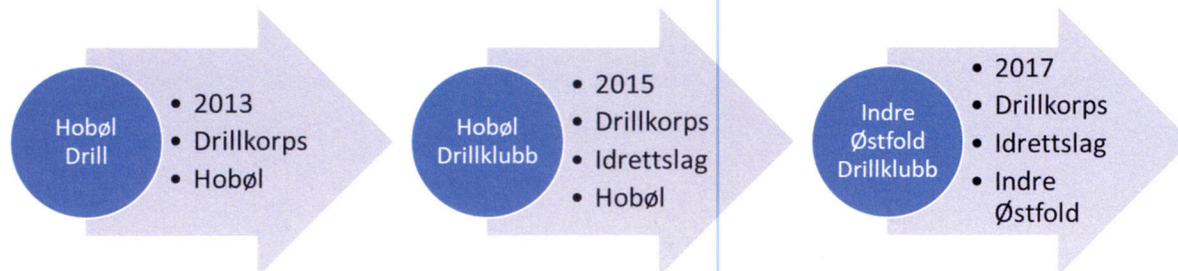 Hobøl
Drill
• 2013
• Drillkorps
• Hobøl
Hobøl
Drillklubb
• 2015
• Drillkorps
• Idrettslag
• Hobøl
Indre
Østfold
Drillklubb
• 2017
• Drillkorps
• Idrettslag
• Indre
Østfold